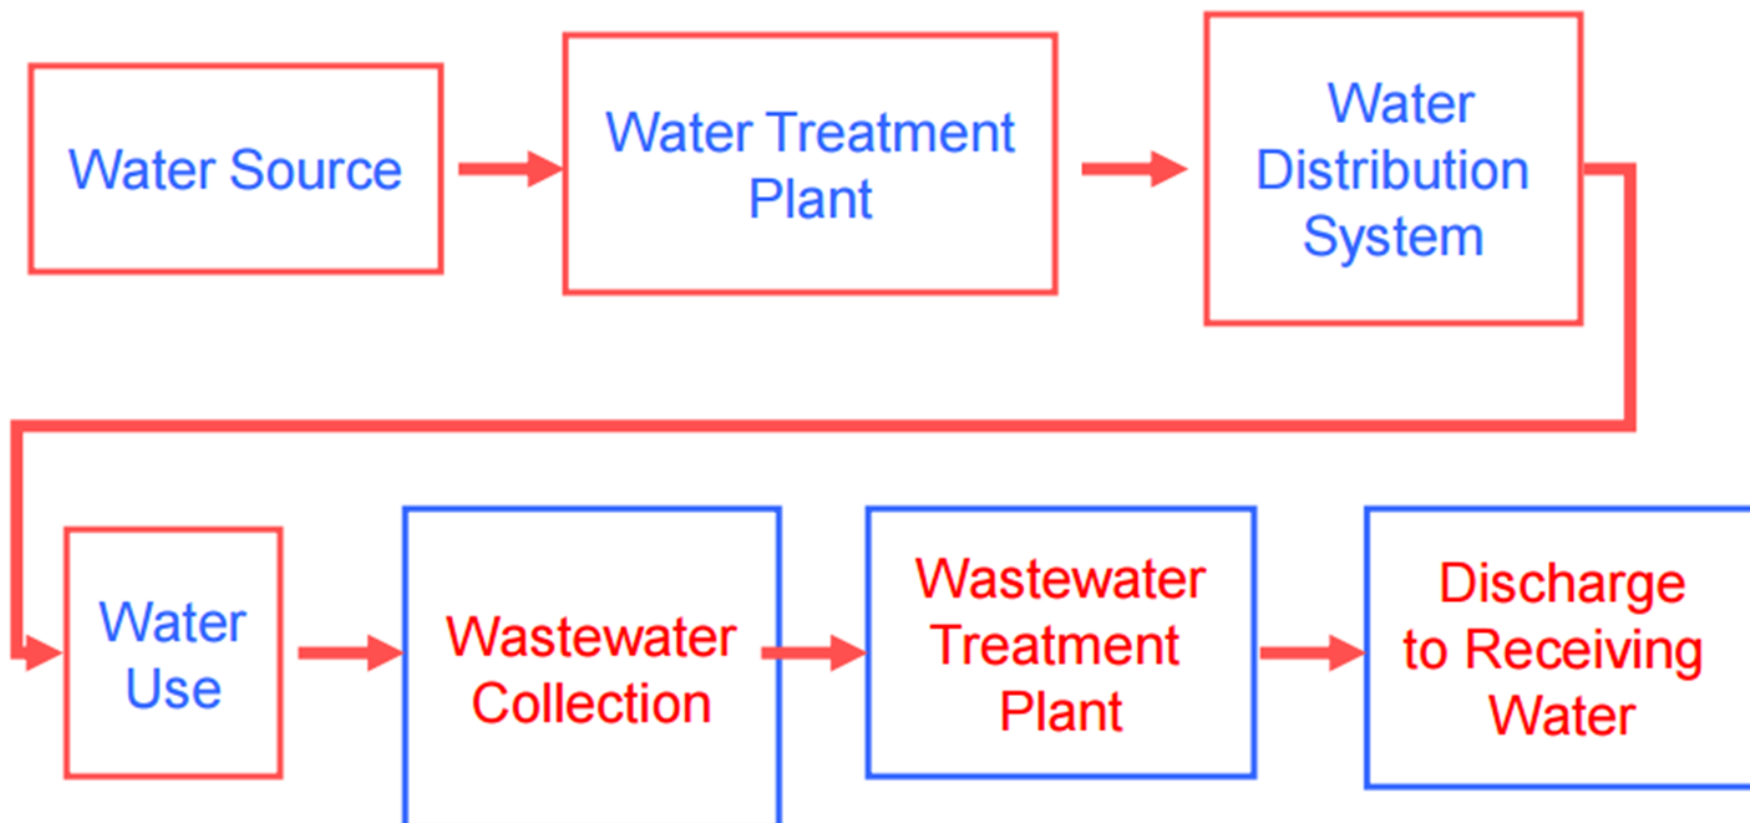 Water Source
Water Treatment
Plant
Water
Distribution
System
Water
Use
Wastewater
Collection
Wastewater
Treatment
Plant
Discharge
to Receiving
Water